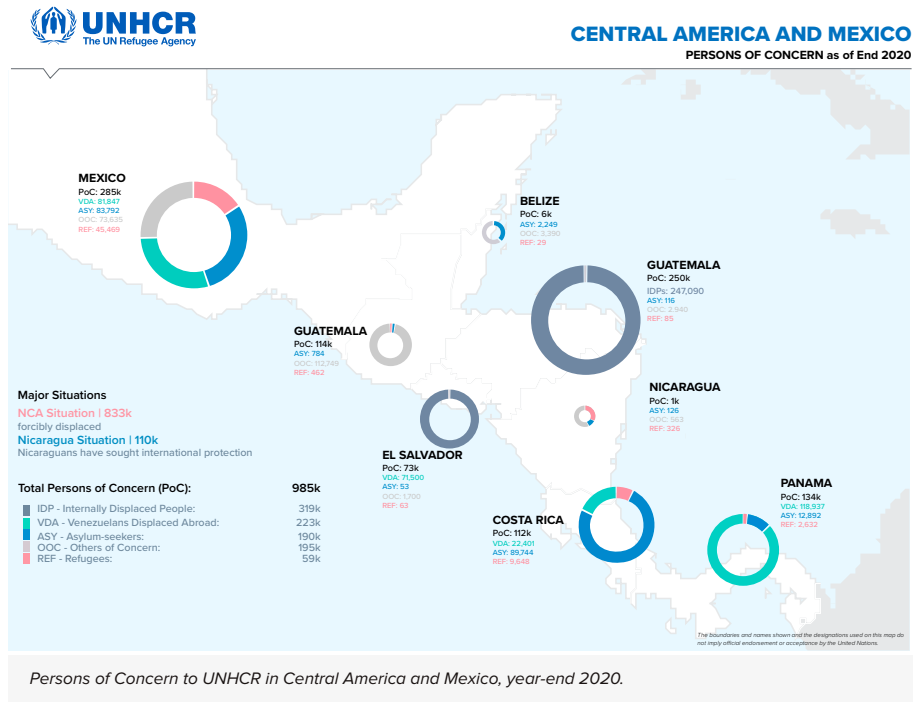 UNHCR
The UN Refugee Agency
CENTRAL AMERICA AND MEXICO
PERSONS OF CONCERN as of End 2020
MEXICO
PoC: 285k
VDA: 81,847
ASY: 83,792
OOC: 73,635
REF: 45,469
BELIZE
PoC: 6k
ASY: 2,249
OOC: 3,390
REF: 29
GUATEMALA
PoC: 250k
IDPs: 247,090
ASY: 116
OOC: 2,940
REF: 85
GUATEMALA
PoC: 114k
ASY: 784
OOC: 112,749
REF: 462
NICARAGUA
PoC: 1k
ASY: 126
OOC: 563
REF: 326
Major Situations
NCA Situation | 833k
forcibly displaced
Nicaragua Situation | 110k
Nicaraguans have sought international protection
EL SALVADOR
PoC: 73k
VDA: 71,500
ASY: 53
OOC: 1,700
REF: 63
Total Persons of Concern (PoC): 985k
IDP - Internally Displaced People: 319k
VDA - Venezuelans Displaced Abroad: 223k
ASY - Asylum-seekers: 190k
OOC - Others of Concern: 195k
REF - Refugees: 59k
COSTA RICA
PoC: 112k
VDA: 22,401
ASY: 89,744
REF: 9,648
PANAMA
PoC: 134k
VDA: 118,937
ASY: 12,892
REF: 2,632
The boundaries and names shown and the designations used on this map do
not imply official endorsement or acceptance by the United Nations.
Persons of Concern to UNHCR in Central America and Mexico, year-end 2020.